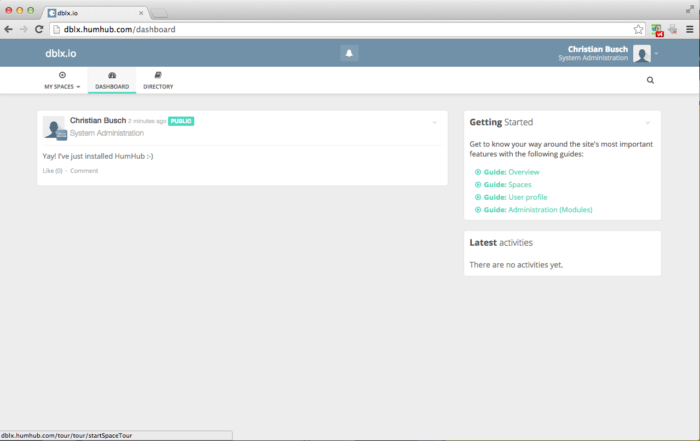 dblx.io
dblx.humhub.com/dashboard
dblx.io
Christian Busch
System Administration
MY SPACES
DASHBOARD
DIRECTORY
Christian Busch 2 minutes ago PUBLIC
System Administration
Yay! I've just installed HumHub :-)
Like (0) · Comment
Getting Started
Get to know your way around the site's most important
features with the following guides:
Guide: Overview
Guide: Spaces
Guide: User profile
Guide: Administration (Modules)
Latest activities
There are no activities yet.
dblx.humhub.com/tour/tour/startSpaceTour